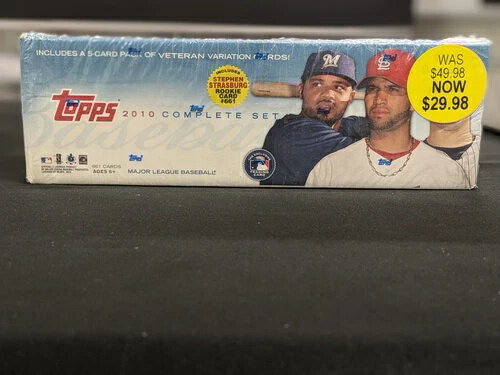 INCLUDES A 5-CARD PACK OF VETERAN VARIATION CARDS!
INCLUDES
STEPHEN
STRASBURG
ROOKIE
CARD
#661
WAS
$49.98
NOW
$29.98
Topps 2010 COMPLETE SET
661 CARDS
AGES 6+
MAJOR LEAGUE BASEBALL